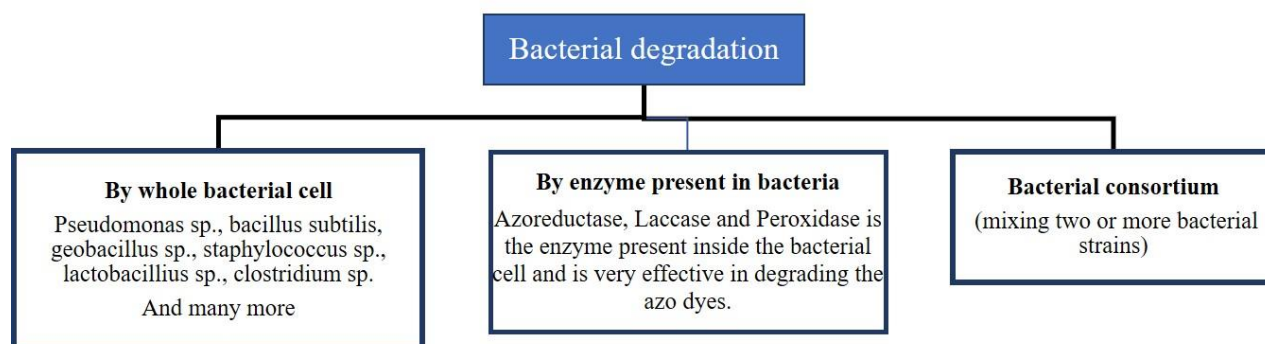 Bacterial degradation
By whole bacterial cell
Pseudomonas sp., bacillus subtilis,
geobacillus sp., staphylococcus sp.,
lactobacillius sp., clostridium sp.
And many more
By enzyme present in bacteria
Azoreductase, Laccase and Peroxidase is
the enzyme present inside the bacterial
cell and is very effective in degrading the
azo dyes.
Bacterial consortium
(mixing two or more bacterial
strains)